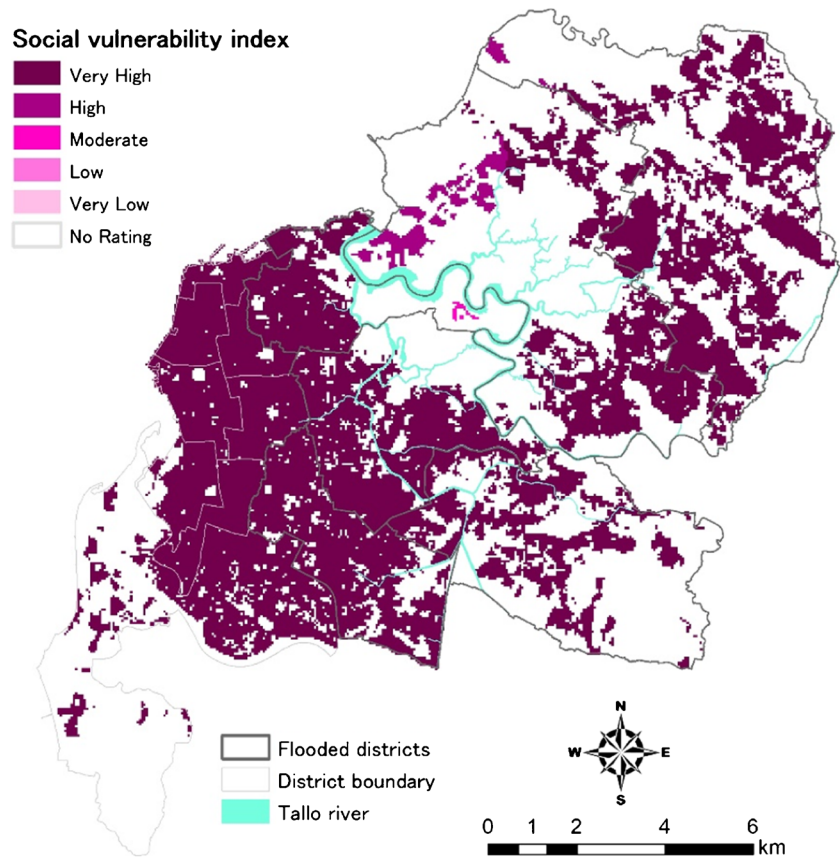 Social vulnerability index
Very High
High
Moderate
Low
Very Low
No Rating
Flooded districts
District boundary
Tallo river
N
W E
S
0 1 2 4 6
km